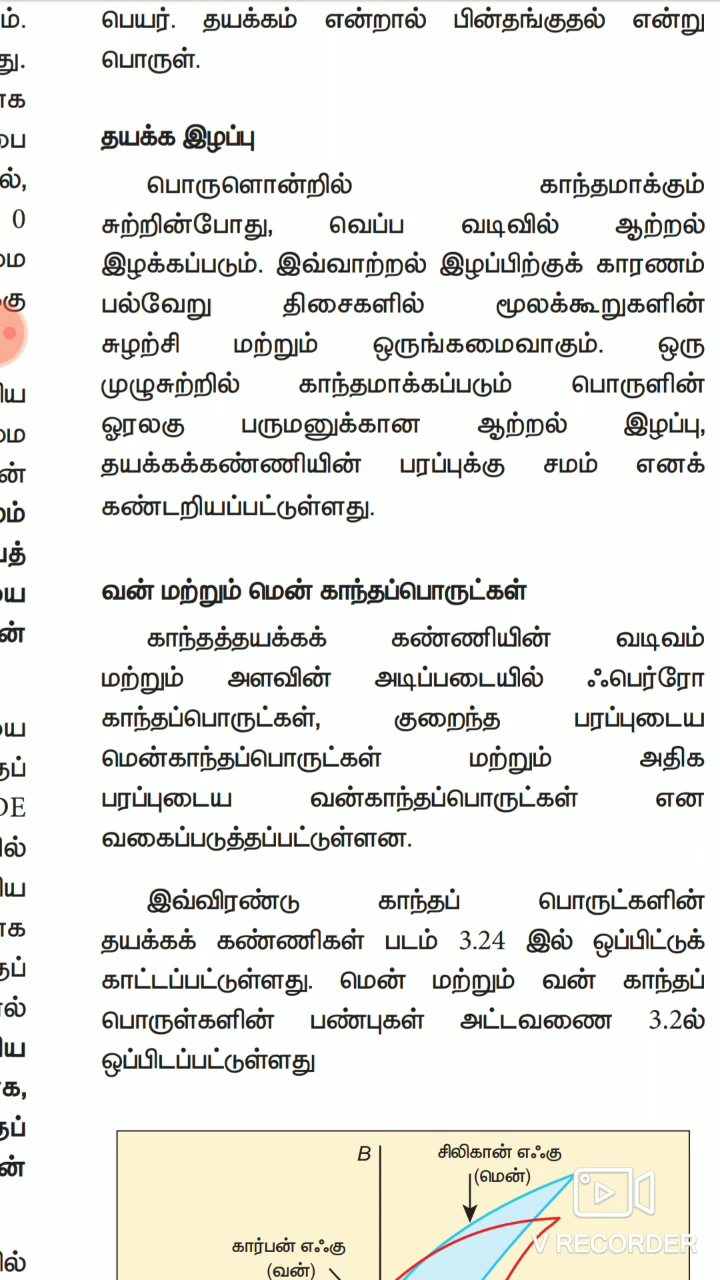 பெயர். தயக்கம் என்றால் பின்தங்குதல் என்று
பொருள்.
தயக்க இழப்பு
பொருளொன்றில் காந்தமாக்கும்
சுற்றின்போது, வெப்ப வடிவில் ஆற்றல்
இழக்கப்படும். இவ்வாற்றல் இழப்பிற்குக் காரணம்
பல்வேறு திசைகளில் மூலக்கூறுகளின்
சுழற்சி மற்றும் ஒருங்கமைவாகும். ஒரு
முழுசுற்றில் காந்தமாக்கப்படும் பொருளின்
ஓரலகு பருமனுக்கான ஆற்றல் இழப்பு,
தயக்கக்கண்ணியின் பரப்புக்கு சமம் எனக்
கண்டறியப்பட்டுள்ளது.
வன் மற்றும் மென் காந்தப்பொருட்கள்
காந்தத்தயக்கக் கண்ணியின் வடிவம்
மற்றும் அளவின் அடிப்படையில் ஃபெர்ரோ
காந்தப்பொருட்கள், குறைந்த பரப்புடைய
மென்காந்தப்பொருட்கள் மற்றும் அதிக
பரப்புடைய வன்காந்தப்பொருட்கள் என
வகைப்படுத்தப்பட்டுள்ளன.
இவ்விரண்டு காந்தப் பொருட்களின்
தயக்கக் கண்ணிகள் படம் 3.24 இல் ஒப்பிட்டுக்
காட்டப்பட்டுள்ளது. மென் மற்றும் வன் காந்தப்
பொருள்களின் பண்புகள் அட்டவணை 3.2ல்
ஒப்பிடப்பட்டுள்ளது
B
சிலிகான் எஃகு
(மென்)
கார்பன் எஃகு
(வன்)
V RECORDER